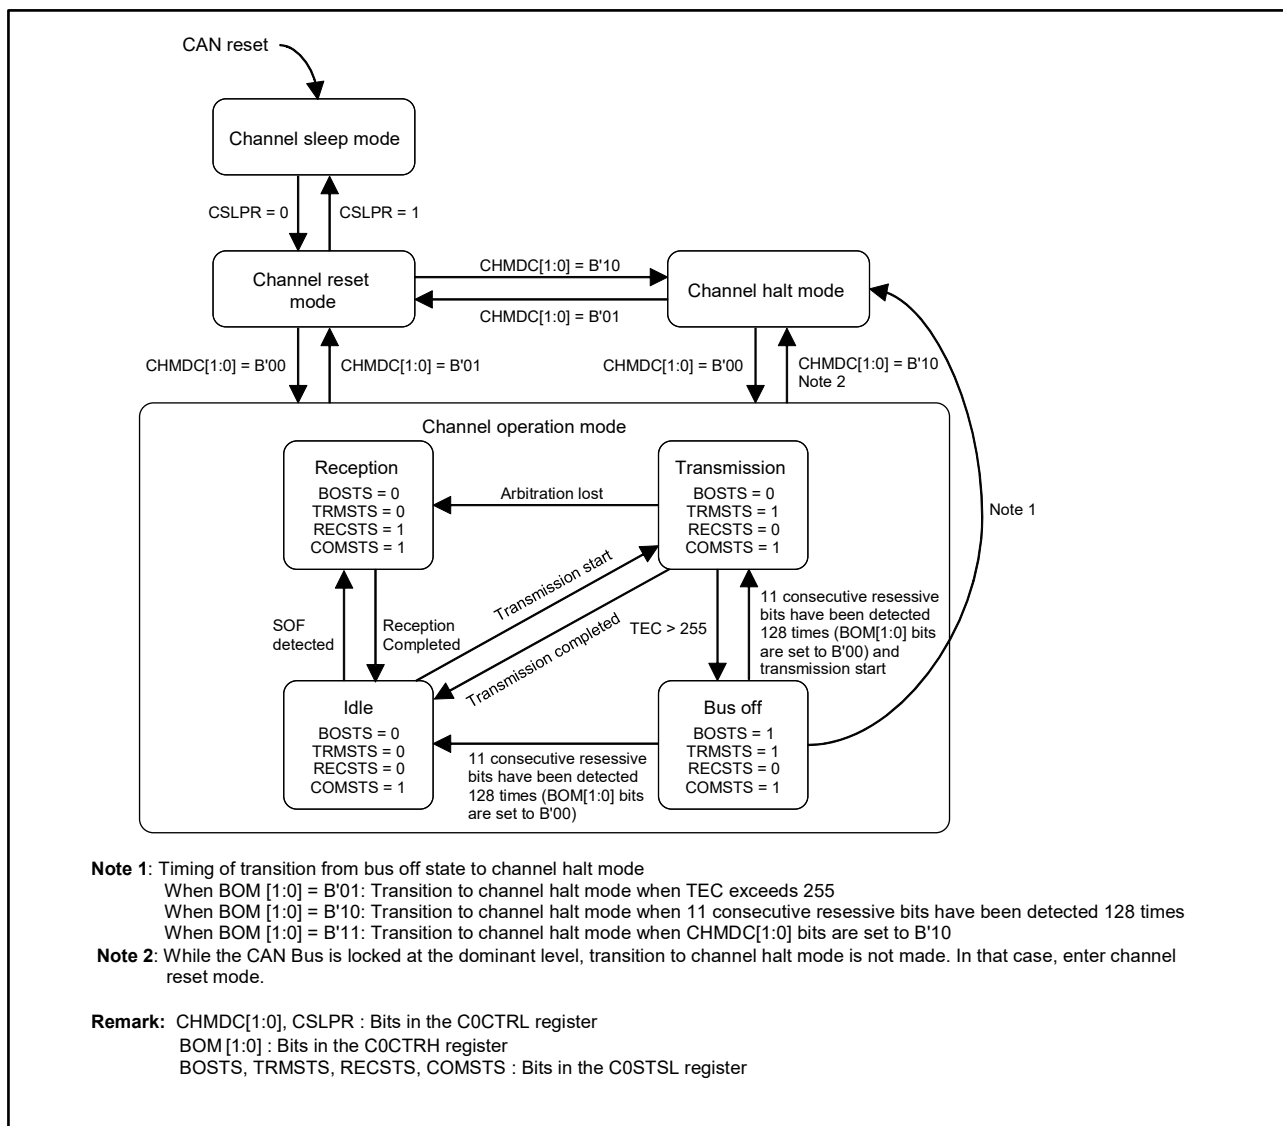 CAN reset
Channel sleep mode
CSLPR = 0
CSLPR = 1
Channel reset
mode
CHMDC[1:0] = B'10
CHMDC[1:0] = B'01
Channel halt mode
CHMDC[1:0] = B'00
CHMDC[1:0] = B'01
CHMDC[1:0] = B'00
CHMDC[1:0] = B'10
Note 2
Channel operation mode
Reception
BOSTS = 0
TRMSTS = 0
RECSTS = 1
COMSTS = 1
Arbitration lost
Transmission
BOSTS = 0
TRMSTS = 1
RECSTS = 0
COMSTS = 1
Note 1
SOF
detected
Reception
Completed
Transmission start
Transmission completed
TEC > 255
11 consecutive resessive
bits have been detected
128 times (BOM[1:0] bits
are set to B'00) and
transmission start
Idle
BOSTS = 0
TRMSTS = 0
RECSTS = 0
COMSTS = 1
11 consecutive resessive
bits have been detected
128 times (BOM[1:0] bits
are set to B'00)
Bus off
BOSTS = 1
TRMSTS = 1
RECSTS = 0
COMSTS = 1
Note 1: Timing of transition from bus off state to channel halt mode
When BOM [1:0] = B'01: Transition to channel halt mode when TEC exceeds 255
When BOM [1:0] = B'10: Transition to channel halt mode when 11 consecutive resessive bits have been detected 128 times
When BOM [1:0] = B'11: Transition to channel halt mode when CHMDC[1:0] bits are set to B'10
Note 2: While the CAN Bus is locked at the dominant level, transition to channel halt mode is not made. In that case, enter channel
reset mode.
Remark: CHMDC[1:0], CSLPR : Bits in the C0CTRL register
BOM [1:0] : Bits in the C0CTRH register
BOSTS, TRMSTS, RECSTS, COMSTS : Bits in the C0STSL register